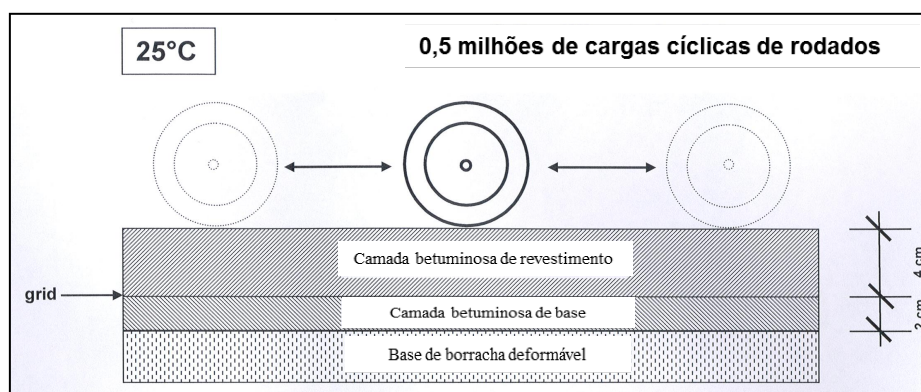 25°C
0,5 milhões de cargas cíclicas de rodados
Camada betuminosa de revestimento
4 cm
grid
Camada betuminosa de base
2 cm
Base de borracha deformável